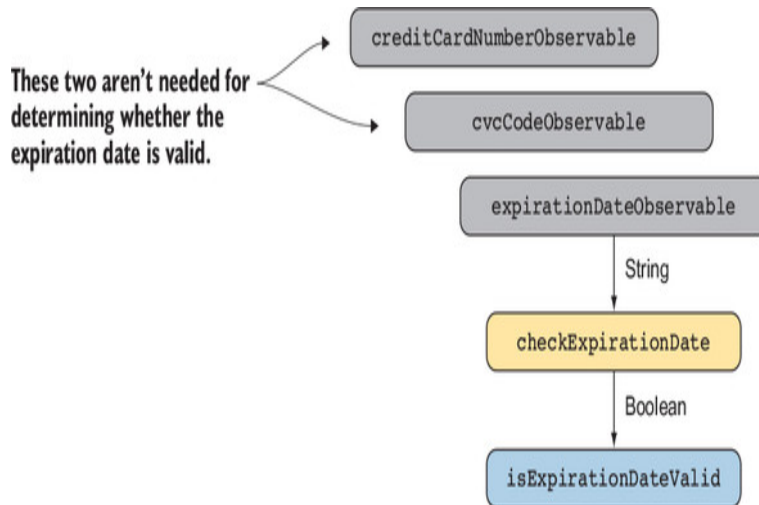 creditCardNumberObservable
These two aren't needed for
determining whether the
expiration date is valid.
cvcCodeObservable
expirationDateObservable
String
checkExpirationDate
Boolean
isExpirationDateValid